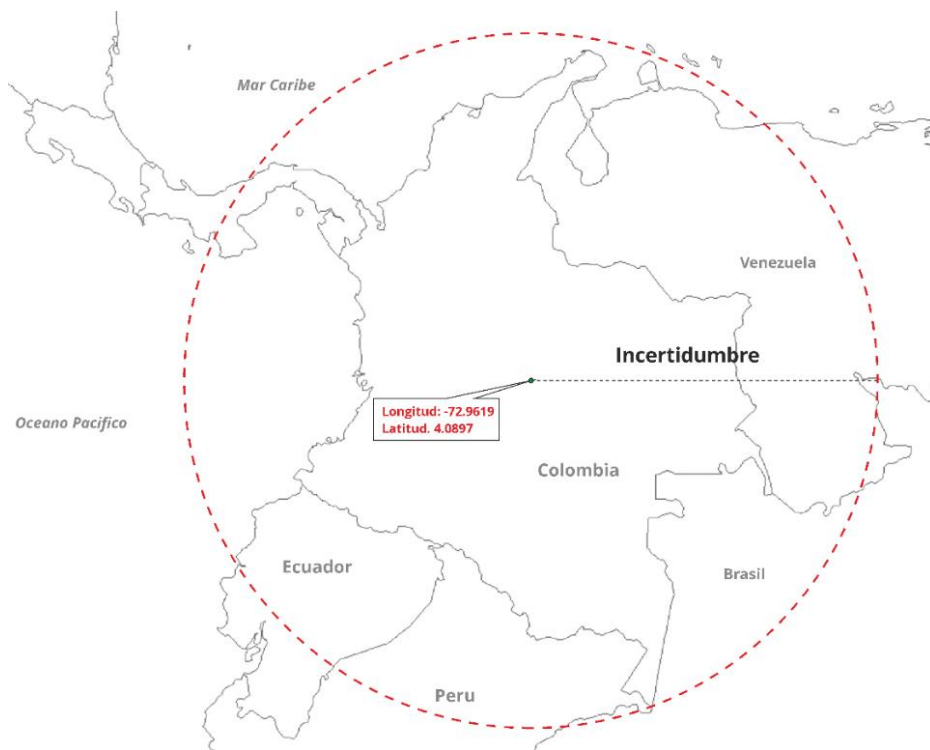 Mar Caribe
Venezuela
Incertidumbre
Longitud: -72.9619
Latitud. 4.0897
Oceano Pacifico
Colombia
Ecuador
Brasil
Peru